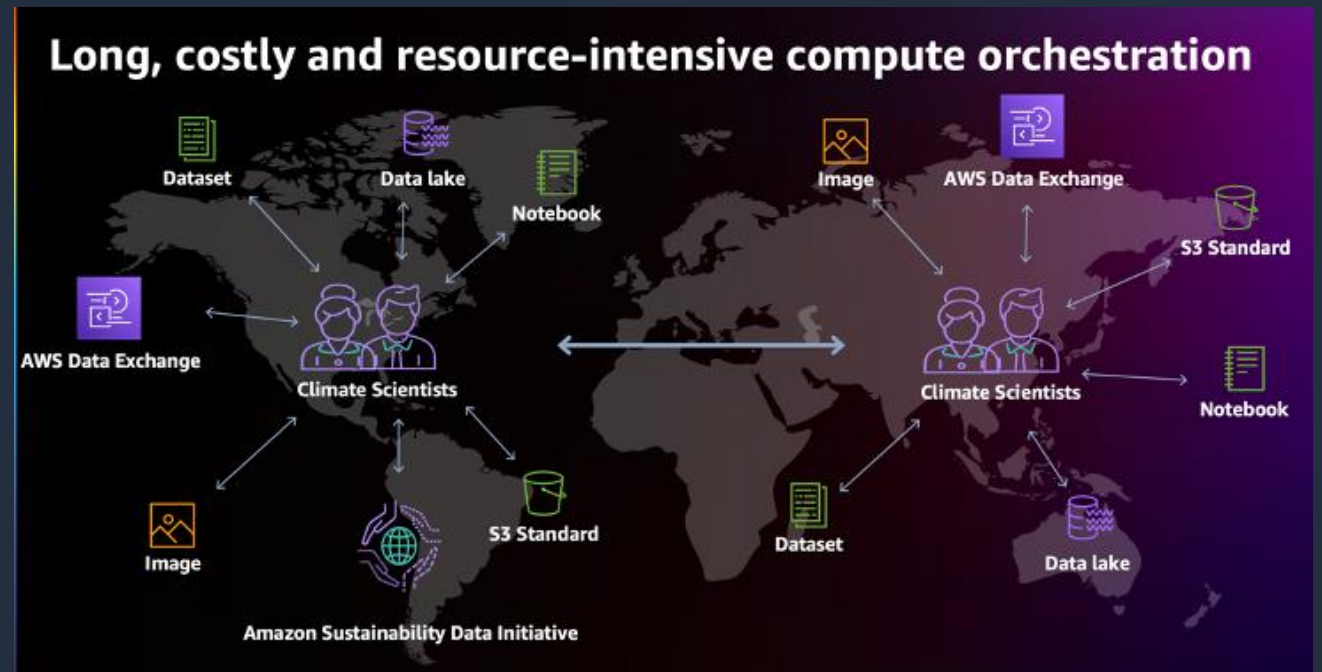 Long, costly and resource-intensive compute orchestration
Dataset
Data lake
Notebook
AWS Data Exchange
Climate Scientists
Image
Amazon Sustainability Data Initiative
S3 Standard
Image
AWS Data Exchange
S3 Standard
Climate Scientists
Notebook
Dataset
Data lake